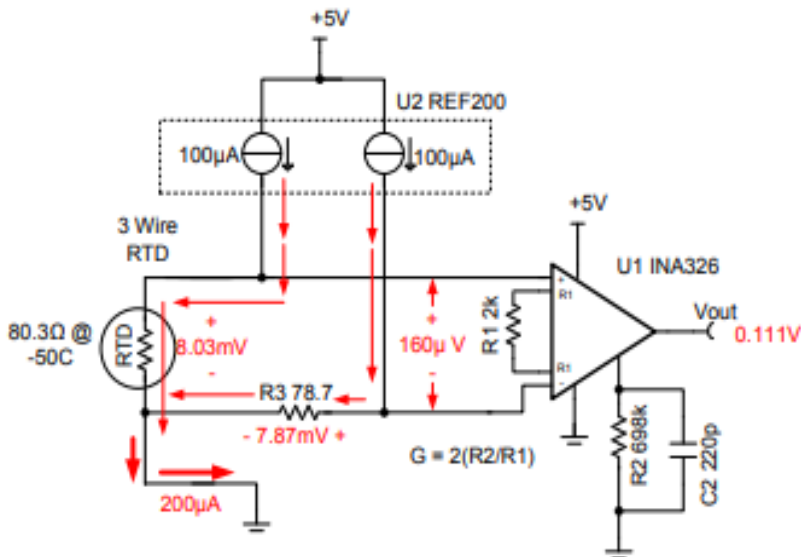 +5V
U2 REF200
100µA
100µA
+5V
3 Wire
RTD
U1 INA326
80.3Ω @
-50C
RTD
+
8.03mV
-
+
160µ V
-
R1 2k
+
R1
R1
-
Vout
0.111V
R3 78.7
- 7.87mV +
G = 2(R2/R1)
R2 698k
C2 220p
200µA